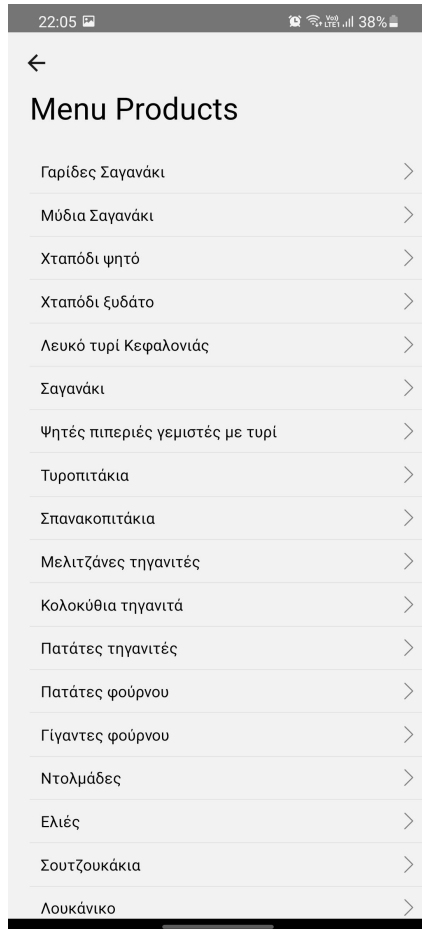 22:05 Vo)) LTE1 38%
Menu Products
Γαρίδες Σαγανάκι
Μύδια Σαγανάκι
Χταπόδι ψητό
Χταπόδι ξυδάτο
Λευκό τυρί Κεφαλονιάς
Σαγανάκι
Ψητές πιπεριές γεμιστές με τυρί
Τυροπιτάκια
Σπανακοπιτάκια
Μελιτζάνες τηγανιτές
Κολοκύθια τηγανιτά
Πατάτες τηγανιτές
Πατάτες φούρνου
Γίγαντες φούρνου
Ντολμάδες
Ελιές
Σουτζουκάκια
Λουκάνικο